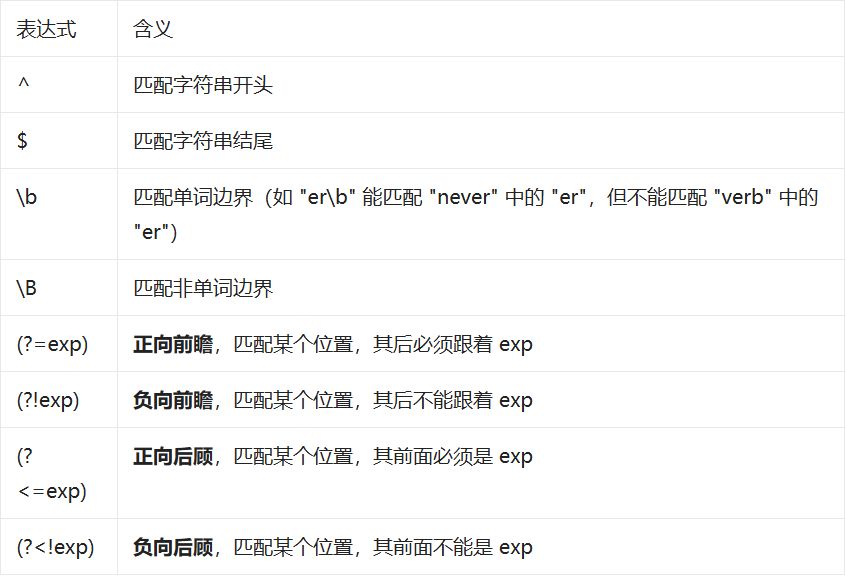 表达式 含义
^ 匹配字符串开头
$ 匹配字符串结尾
\b 匹配单词边界（如 "er\b" 能匹配 "never" 中的 "er"，但不能匹配 "verb" 中的
"er"）
\B 匹配非单词边界
(?=exp) 正向前瞻，匹配某个位置，其后必须跟着 exp
(?!exp) 负向前瞻，匹配某个位置，其后不能跟着 exp
(? 正向后顾，匹配某个位置，其前面必须是 exp
<=exp)
(?<!exp) 负向后顾，匹配某个位置，其前面不能是 exp